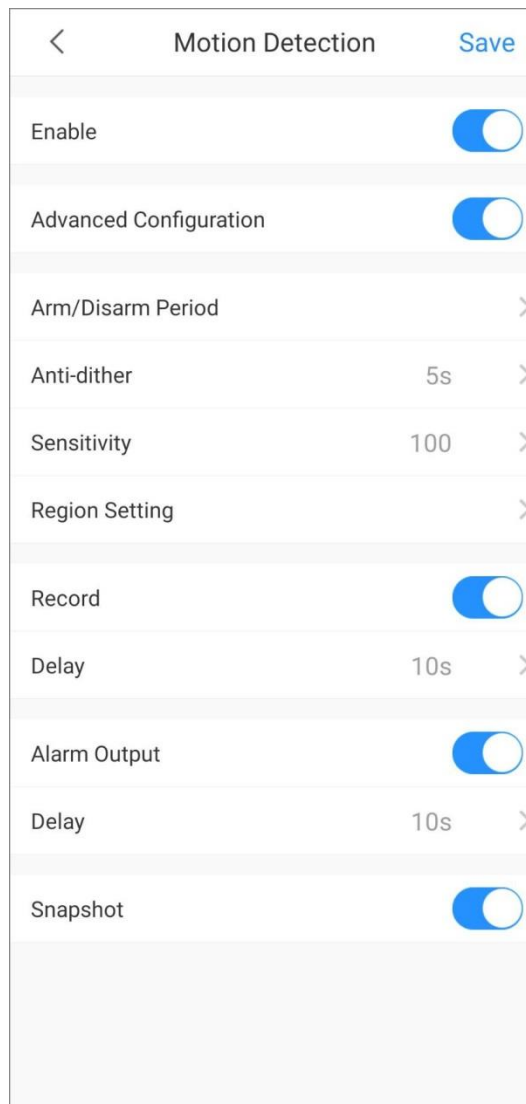 Motion Detection Save
Enable
Advanced Configuration
Arm/Disarm Period
Anti-dither 5s
Sensitivity 100
Region Setting
Record
Delay 10s
Alarm Output
Delay 10s
Snapshot